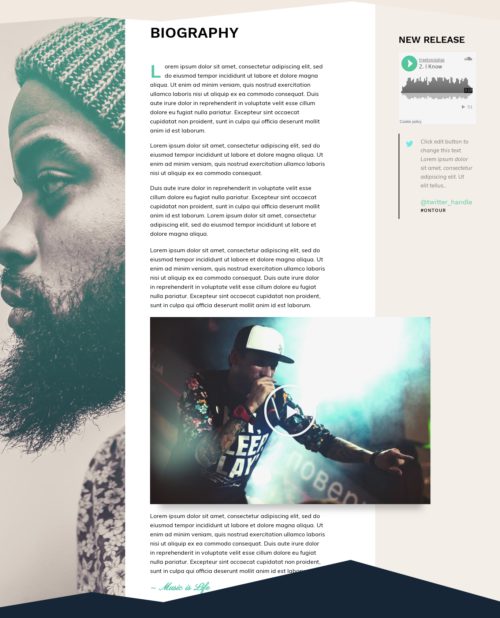 BIOGRAPHY
Lorem ipsum dolor sit amet, consectetur adipiscing elit, sed
do eiusmod tempor incididunt ut labore et dolore magna
aliqua. Ut enim ad minim veniam, quis nostrud exercitation
ullamco laboris nisi ut aliquip ex ea commodo consequat. Duis
aute irure dolor in reprehenderit in voluptate velit esse cillum
dolore eu fugiat nulla pariatur. Excepteur sint occaecat
cupidatat non proident, sunt in culpa qui officia deserunt mollit
anim id est laborum.
Lorem ipsum dolor sit amet, consectetur adipiscing elit. Ut
enim ad minim veniam, quis nostrud exercitation ullamco
laboris nisi ut aliquip ex ea commodo consequat.
Duis aute irure dolor in reprehenderit in voluptate velit esse
cillum dolore eu fugiat nulla pariatur. Excepteur sint occaecat
cupidatat non proident, sunt in culpa qui officia deserunt mollit
anim id est laborum. Lorem ipsum dolor sit amet, consectetur
adipiscing elit, sed do eiusmod tempor incididunt ut labore et
dolore magna aliqua.
Lorem ipsum dolor sit amet, consectetur adipiscing elit, sed do
eiusmod tempor incididunt ut labore et dolore magna aliqua. Ut
enim ad minim veniam, quis nostrud exercitation ullamco laboris
nisi ut aliquip ex ea commodo consequat. Duis aute irure dolor
in reprehenderit in voluptate velit esse cillum dolore eu fugiat
nulla pariatur. Excepteur sint occaecat cupidatat non proident,
sunt in culpa qui officia deserunt mollit anim id est laborum.
Lorem ipsum dolor sit amet, consectetur adipiscing elit, sed do
eiusmod tempor incididunt ut labore et dolore magna aliqua. Ut
enim ad minim veniam, quis nostrud exercitation ullamco laboris
nisi ut aliquip ex ea commodo consequat. Duis aute irure dolor
in reprehenderit in voluptate velit esse cillum dolore eu fugiat
nulla pariatur. Excepteur sint occaecat cupidatat non proident,
sunt in culpa qui officia deserunt mollit anim id est laborum.
– Music is Life
NEW RELEASE
2. I Know
Cookie policy
Click edit button to
change this text.
Lorem ipsum dolor
sit amet, consectetur
adipiscing elit. Ut
elit tellus..
@twitter_handle
#ONTOUR